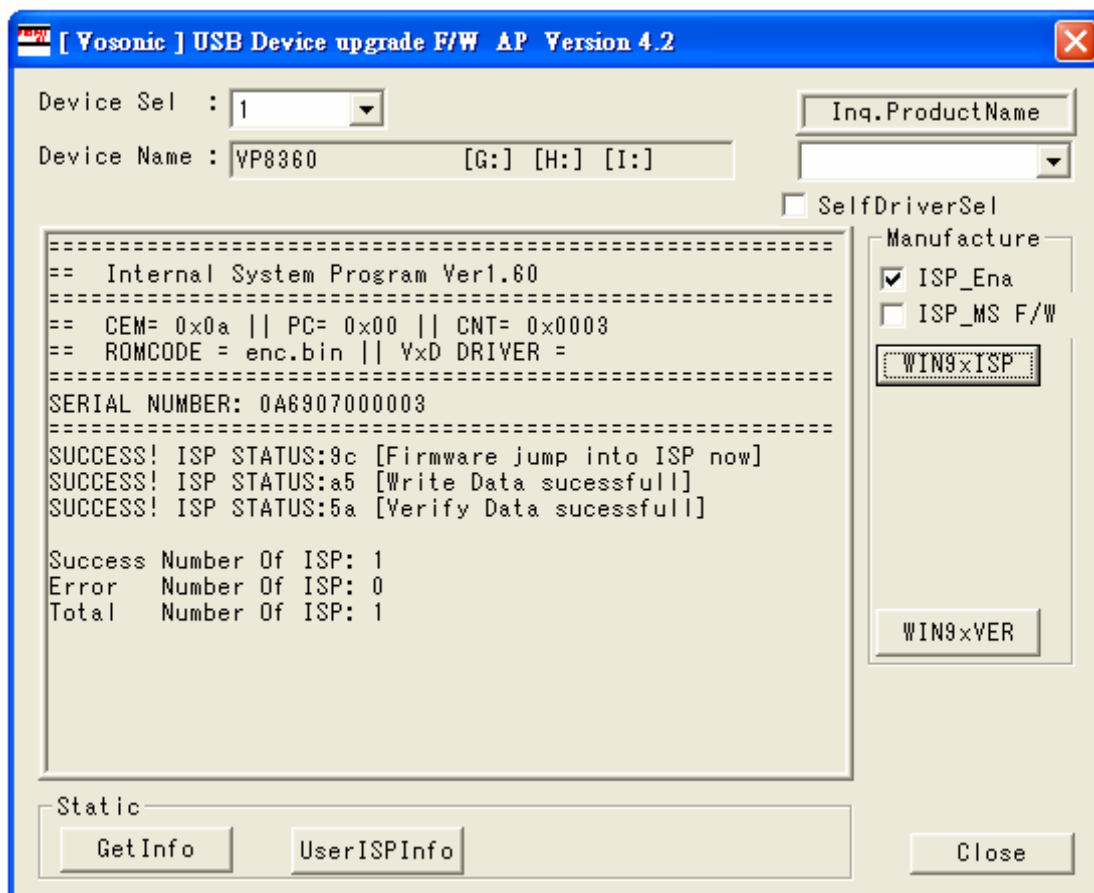 [ Vosonic ] USB Device upgrade F/W AP Version 4.2
Device Sel : 1
Inq.ProductName
Device Name : VP8360 [G:] [H:] [I:]
SelfDriverSel
========================================================
== Internal System Program Ver1.60
========================================================
== CEM= 0x0a || PC= 0x00 || CNT= 0x0003
== ROMCODE = enc.bin || VxD DRIVER =
========================================================
SERIAL NUMBER: 0A6907000003
========================================================
SUCCESS! ISP STATUS:9c [Firmware jump into ISP now]
SUCCESS! ISP STATUS:a5 [Write Data sucessfull]
SUCCESS! ISP STATUS:5a [Verify Data sucessfull]
Success Number Of ISP: 1
Error Number Of ISP: 0
Total Number Of ISP: 1
Manufacture
ISP_Ena
ISP_MS F/W
WIN9xISP
WIN9xVER
Static
GetInfo
UserISPInfo
Close